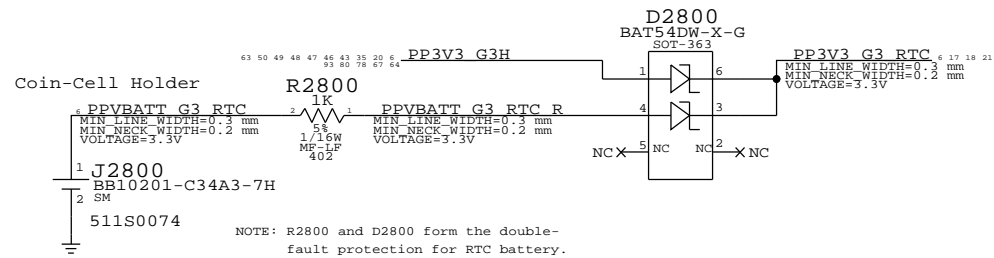 D2800
BAT54DW-X-G
SOT-363
63 50 49 48 47 46 43 35 20 6
93 80 78 67 64
PP3V3_G3H
PP3V3_G3_RTC
6 17 18 21
MIN_LINE_WIDTH=0.3 mm
MIN_NECK_WIDTH=0.2 mm
VOLTAGE=3.3V
1
6
Coin-Cell Holder
R2800
1K
6
PPVBATT_G3_RTC
2
1
PPVBATT_G3_RTC_R
4
3
MIN_LINE_WIDTH=0.3 mm
MIN_NECK_WIDTH=0.2 mm
VOLTAGE=3.3V
5%
1/16W
MF-LF
402
MIN_LINE_WIDTH=0.3 mm
MIN_NECK_WIDTH=0.2 mm
VOLTAGE=3.3V
NC
5
NC
NC
2
NC
1
J2800
BB10201-C34A3-7H
2
SM
511S0074
NOTE: R2800 and D2800 form the double-
fault protection for RTC battery.